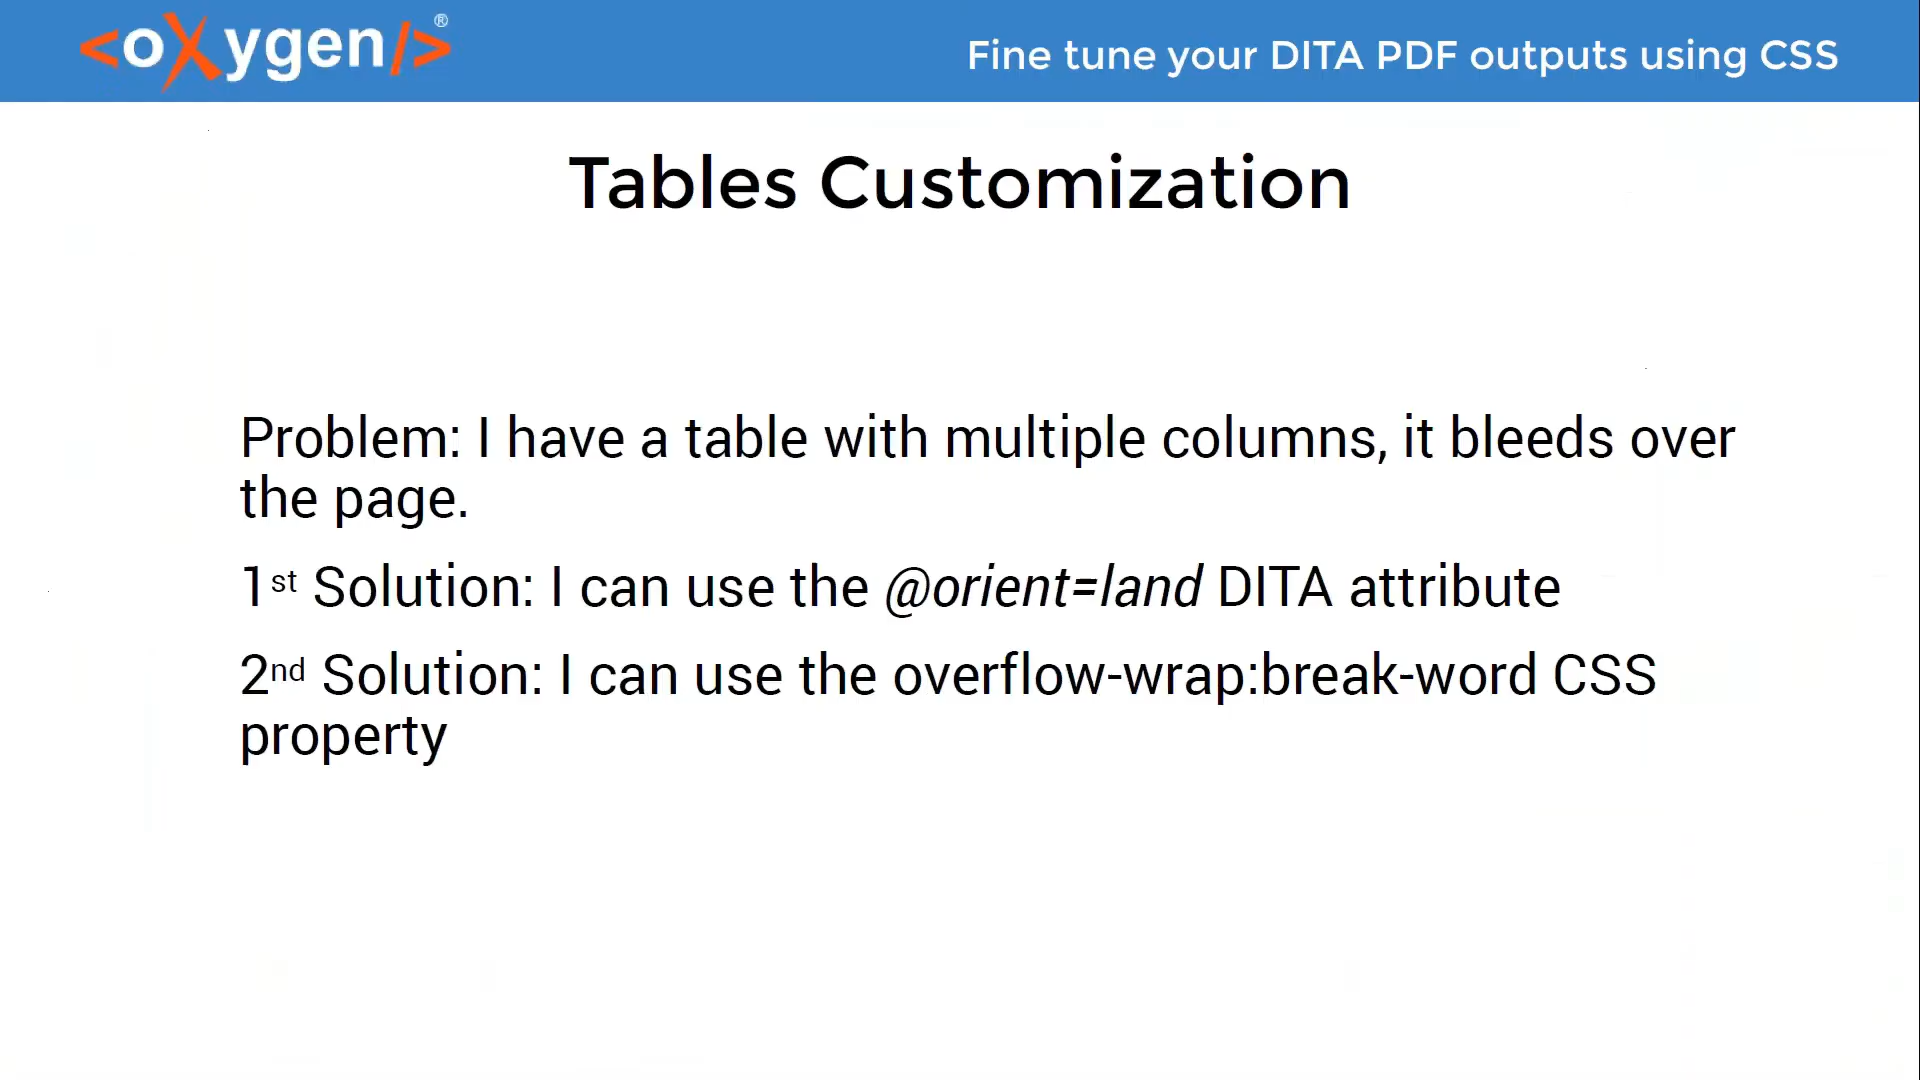 <oXygen/>®
Fine tune your DITA PDF outputs using CSS
Tables Customization
Problem: I have a table with multiple columns, it bleeds over
the page.
1st Solution: I can use the @orient=land DITA attribute
2nd Solution: I can use the overflow-wrap:break-word CSS
property